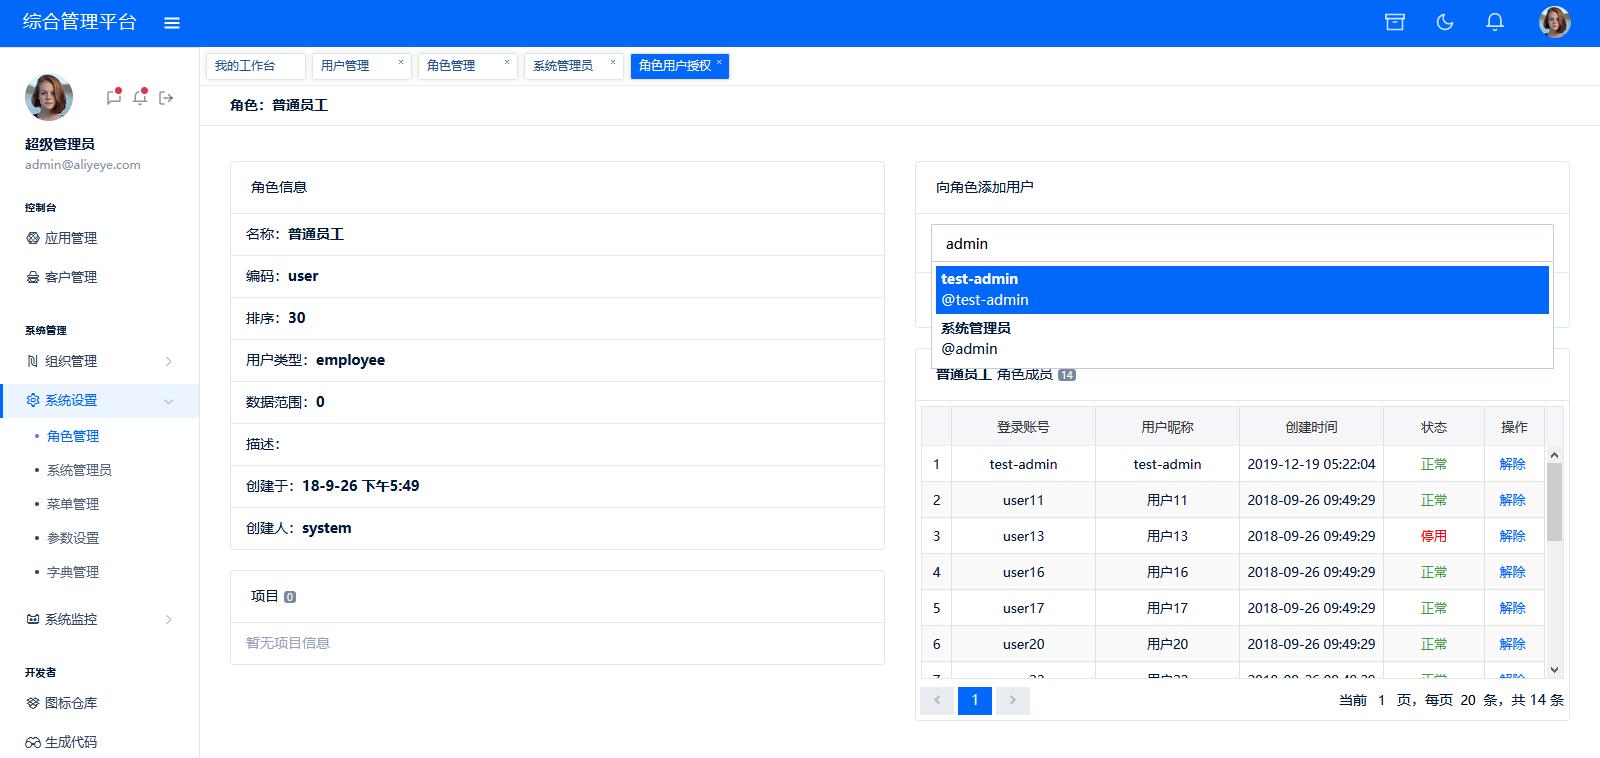 综合管理平台
我的工作台
用户管理 ×
角色管理 ×
系统管理员 ×
角色用户授权 ×
超级管理员
admin@aliyeye.com
控制台
应用管理
客户管理
系统管理
组织管理
系统设置
角色管理
系统管理员
菜单管理
参数设置
字典管理
系统监控
开发者
图标仓库
生成代码
角色：普通员工
角色信息
名称：普通员工
编码：user
排序：30
用户类型：employee
数据范围：0
描述：
创建于：18-9-26 下午5:49
创建人：system
项目 0
暂无项目信息
向角色添加用户
admin
test-admin
@test-admin
系统管理员
@admin
普通员工 角色成员 14
登录账号 用户昵称 创建时间 状态 操作
1 test-admin test-admin 2019-12-19 05:22:04 正常 解除
2 user11 用户11 2018-09-26 09:49:29 正常 解除
3 user13 用户13 2018-09-26 09:49:29 停用 解除
4 user16 用户16 2018-09-26 09:49:29 正常 解除
5 user17 用户17 2018-09-26 09:49:29 正常 解除
6 user20 用户20 2018-09-26 09:49:29 正常 解除
1
当前 1 页，每页 20 条，共 14 条